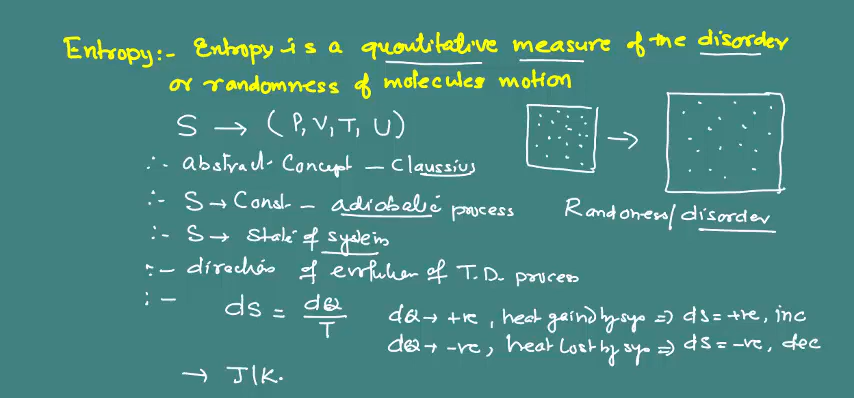 Entropy:- Entropy is a quantitative measure of the disorder
or randomness of molecules motion
S → (P, V, T, U)
∴ abstract Concept – Claussius
:- S → Const – adiabatic process
:- S → State of system
:- direction of evolution of T.D. process
:- dS = dQ/T
dQ → +ve, heat gaind by sys ⇒ dS = +ve, inc
dQ → -ve, heat Lost by sys ⇒ dS = -ve, dec
→ J/K.
→
Randoness/disorder